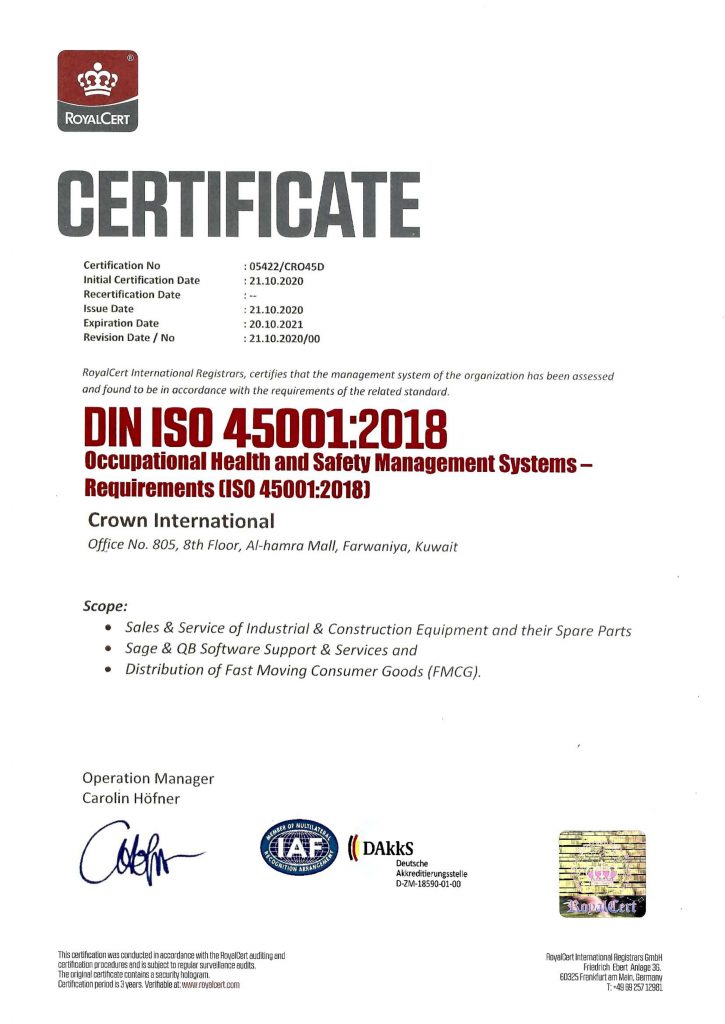 ROYALCERT
®
CERTIFICATE
Certification No : 05422/CRO45D
Initial Certification Date : 21.10.2020
Recertification Date : --
Issue Date : 21.10.2020
Expiration Date : 20.10.2021
Revision Date / No : 21.10.2020/00
RoyalCert International Registrars, certifies that the management system of the organization has been assessed
and found to be in accordance with the requirements of the related standard.
DIN ISO 45001:2018
Occupational Health and Safety Management Systems –
Requirements (ISO 45001:2018)
Crown International
Office No. 805, 8th Floor, Al-hamra Mall, Farwaniya, Kuwait
Scope:
• Sales & Service of Industrial & Construction Equipment and their Spare Parts
• Sage & QB Software Support & Services and
• Distribution of Fast Moving Consumer Goods (FMCG).
Operation Manager
Carolin Höfner
MEMBER OF MULTILATERAL
IAF
RECOGNITION ARRANGEMENT
DAkkS
Deutsche
Akkreditierungsstelle
D-ZM-18590-01-00
RoyalCert
This certification was conducted in accordance with the RoyalCert auditing and
certification procedures and is subject to regular surveillance audits.
The original certificate contains a security hologram.
Certification period is 3 years. Verifiable at: www.royalcert.com
RoyalCert International Registrars GmbH
Friedrich Ebert Anlage 36,
60325 Frankfurt am Main, Germany
T: +49 69 257 12981